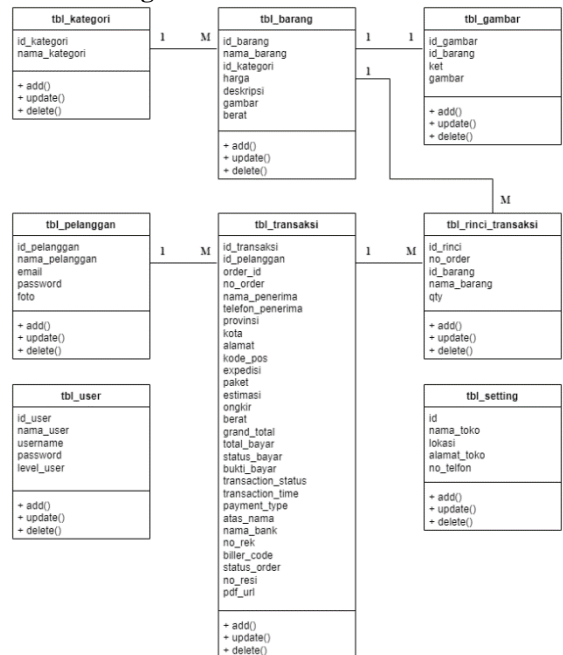 tbl_kategori
id_kategori
nama_kategori
+ add()
+ update()
+ delete()
1
M
tbl_barang
id_barang
nama_barang
id_kategori
harga
deskripsi
gambar
berat
+ add()
+ update()
+ delete()
1
1
1
tbl_gambar
id_gambar
id_barang
ket
gambar
+ add()
+ update()
+ delete()
M
tbl_pelanggan
id_pelanggan
nama_pelanggan
email
password
foto
+ add()
+ update()
+ delete()
1
M
tbl_transaksi
id_transaksi
id_pelanggan
order_id
no_order
nama_penerima
telefon_penerima
provinsi
kota
alamat
kode_pos
expedisi
paket
estimasi
ongkir
berat
grand_total
total_bayar
status_bayar
bukti_bayar
transaction_status
transaction_time
payment_type
atas_nama
nama_bank
no_rek
biller_code
status_order
no_resi
pdf_url
+ add()
+ update()
+ delete()
1
M
tbl_rinci_transaksi
id_rinci
no_order
id_barang
nama_barang
qty
+ add()
+ update()
+ delete()
tbl_user
id_user
nama_user
username
password
level_user
+ add()
+ update()
+ delete()
tbl_setting
id
nama_toko
lokasi
alamat_toko
no_telfon
+ add()
+ update()
+ delete()